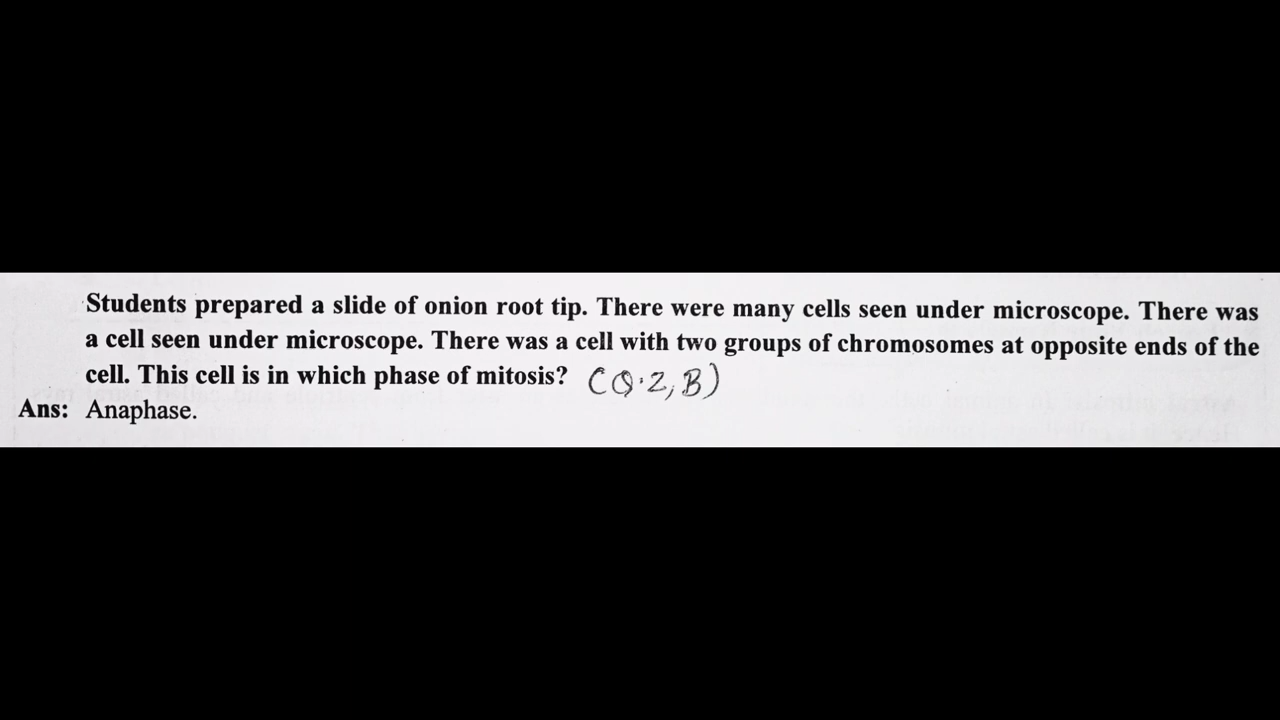 Students prepared a slide of onion root tip. There were many cells seen under microscope. There was
a cell seen under microscope. There was a cell with two groups of chromosomes at opposite ends of the
cell. This cell is in which phase of mitosis? (Q.2, B)
Ans: Anaphase.